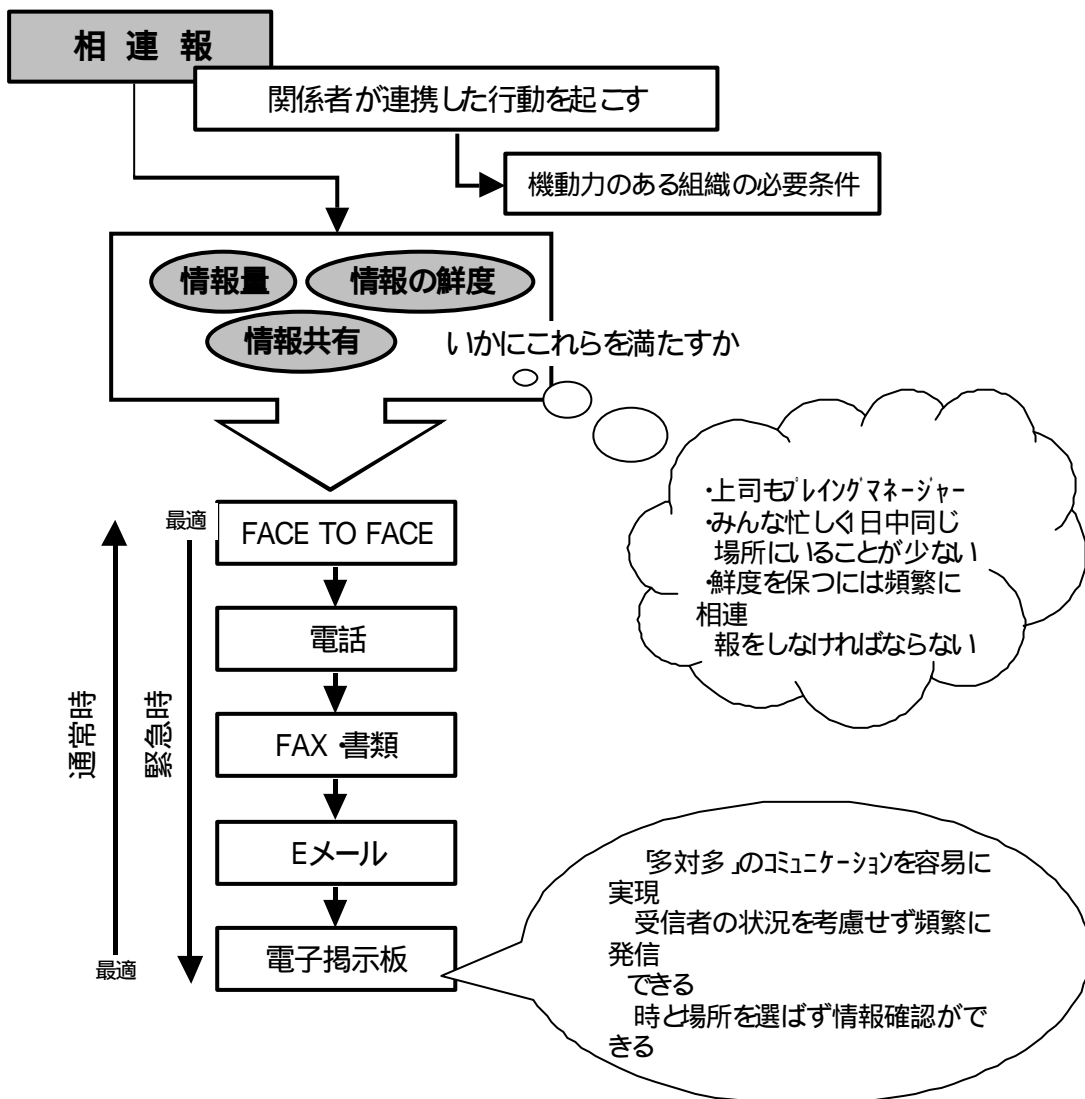 相 連 報
関係者が連携した行動を起こす
機動力のある組織の必要条件
情報量
情報の鮮度
情報共有
いかにこれらを満たすか
・上司もプレイングマネージャー
・みんな忙しく1日中同じ
場所にいることが少ない
・鮮度を保つには頻繁に
相連
報をしなければならない
最適
FACE TO FACE
電話
FAX・書類
Eメール
電子掲示板
通常時
緊急時
最適
「多対多」のコミュニケーションを容易に
実現
受信者の状況を考慮せず頻繁に
発信
できる
時と場所を選ばず情報確認がで
きる